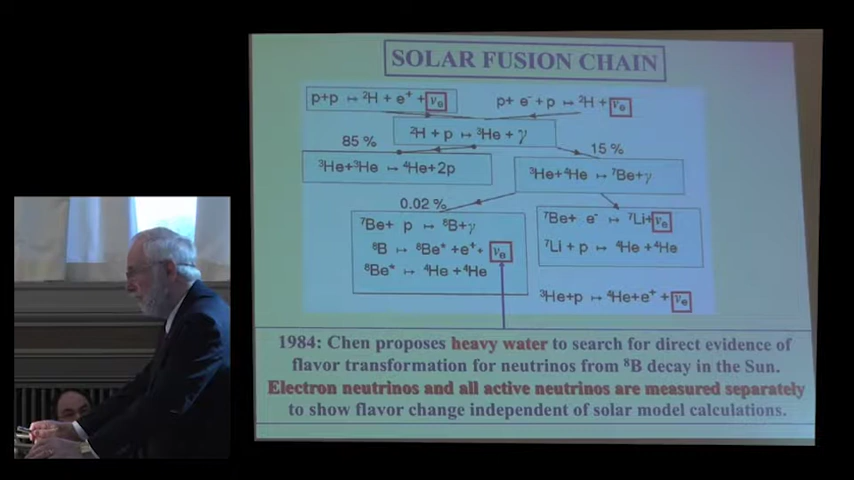 SOLAR FUSION CHAIN
p+p ↦ ²H + e⁺ + νₑ
p+ e⁻ + p ↦ ²H + νₑ
²H + p ↦ ³He + γ
85 %
15 %
³He+³He ↦ ⁴He+2p
³He+⁴He ↦ ⁷Be+γ
0.02 %
⁷Be+ p ↦ ⁸B+γ
⁸B ↦ ⁸Be* +e⁺+ νₑ
⁸Be* ↦ ⁴He +⁴He
⁷Be+ e⁻ ↦ ⁷Li+ νₑ
⁷Li + p ↦ ⁴He +⁴He
³He+p ↦ ⁴He+e⁺ + νₑ
1984: Chen proposes heavy water to search for direct evidence of
flavor transformation for neutrinos from ⁸B decay in the Sun.
Electron neutrinos and all active neutrinos are measured separately
to show flavor change independent of solar model calculations.